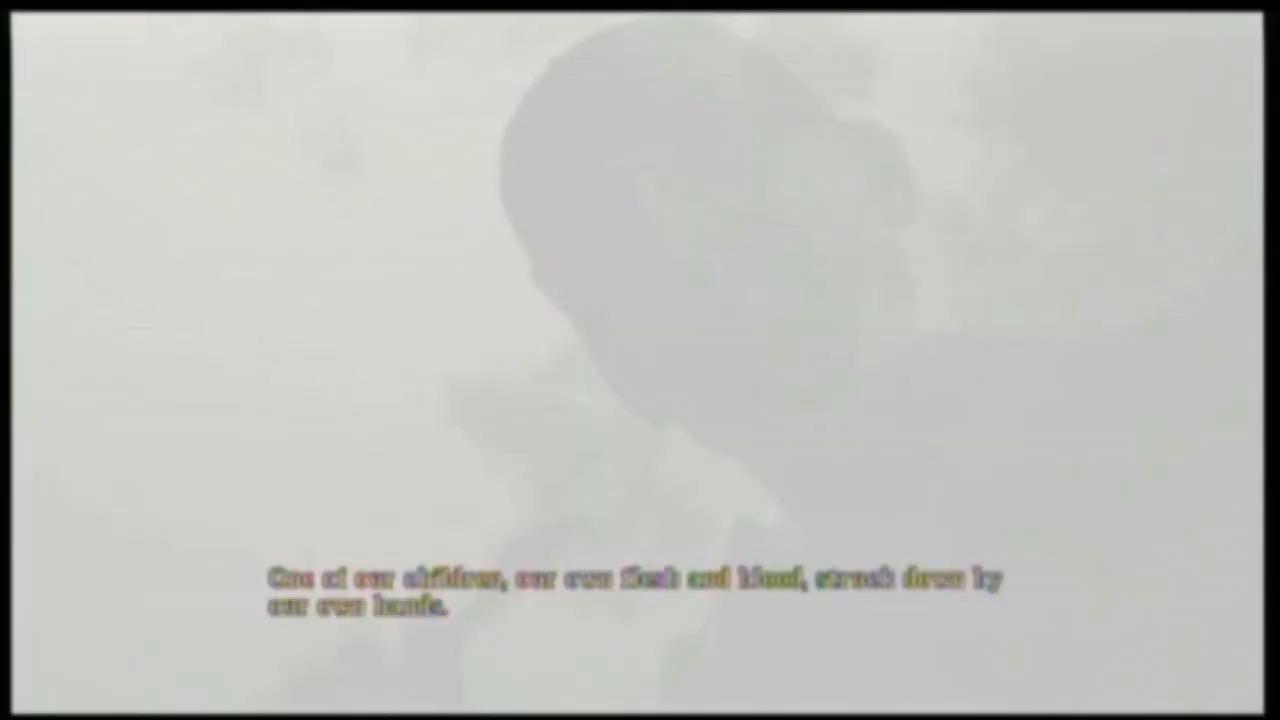 One of our children, our own flesh and blood, struck down by
our own hands.